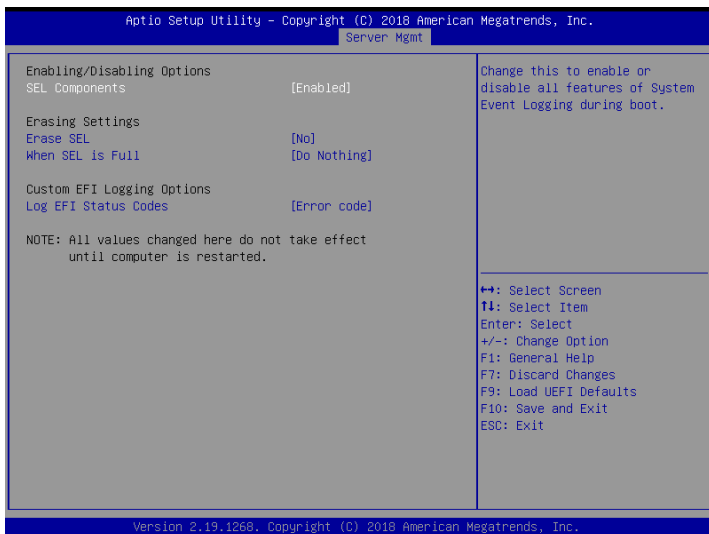 Aptio Setup Utility – Copyright (C) 2018 American Megatrends, Inc.
Server Mgmt
Enabling/Disabling Options
SEL Components [Enabled]
Erasing Settings
Erase SEL [No]
When SEL is Full [Do Nothing]
Custom EFI Logging Options
Log EFI Status Codes [Error code]
NOTE: All values changed here do not take effect
until computer is restarted.
Change this to enable or
disable all features of System
Event Logging during boot.
↔: Select Screen
↑↓: Select Item
Enter: Select
+/-: Change Option
F1: General Help
F7: Discard Changes
F9: Load UEFI Defaults
F10: Save and Exit
ESC: Exit
Version 2.19.1268. Copyright (C) 2018 American Megatrends, Inc.